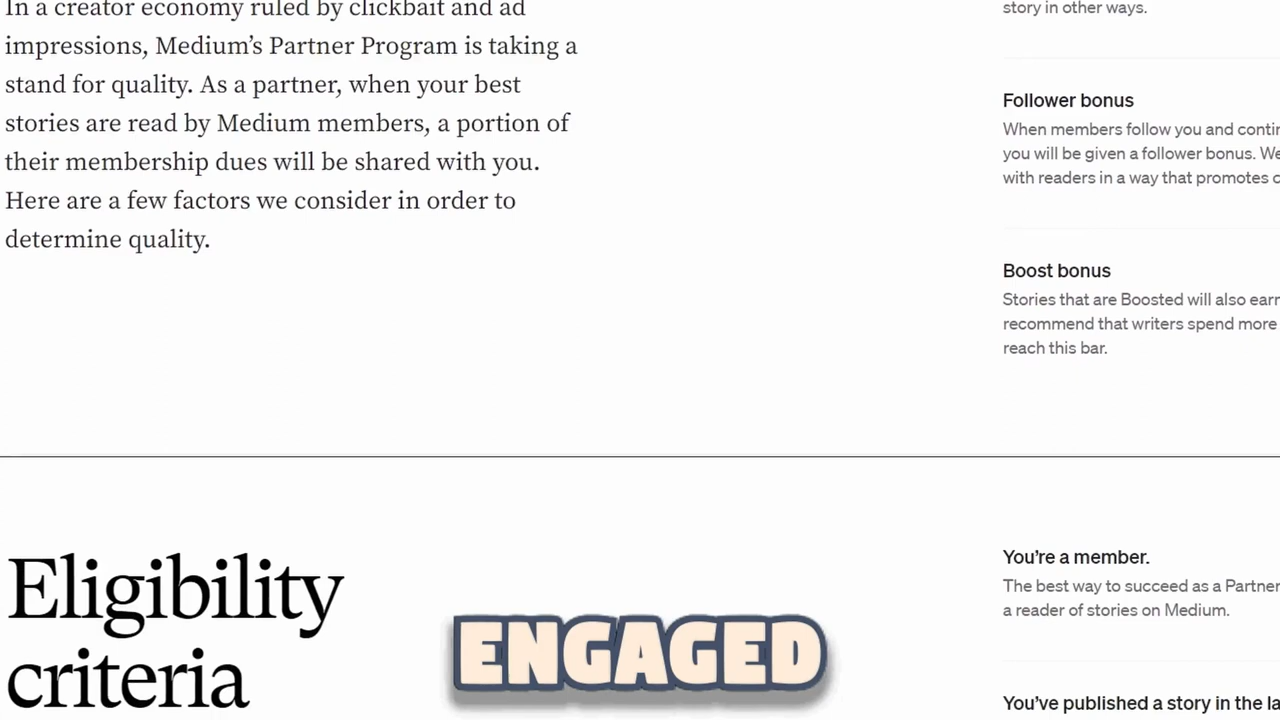 In a creator economy ruled by clickbait and ad
impressions, Medium’s Partner Program is taking a
stand for quality. As a partner, when your best
stories are read by Medium members, a portion of
their membership dues will be shared with you.
Here are a few factors we consider in order to
determine quality.
story in other ways.
Follower bonus
When members follow you and contin
you will be given a follower bonus. We
with readers in a way that promotes c
Boost bonus
Stories that are Boosted will also earn
recommend that writers spend more
reach this bar.
Eligibility
criteria
You’re a member.
The best way to succeed as a Partner
a reader of stories on Medium.
You’ve published a story in the la
ENGAGED